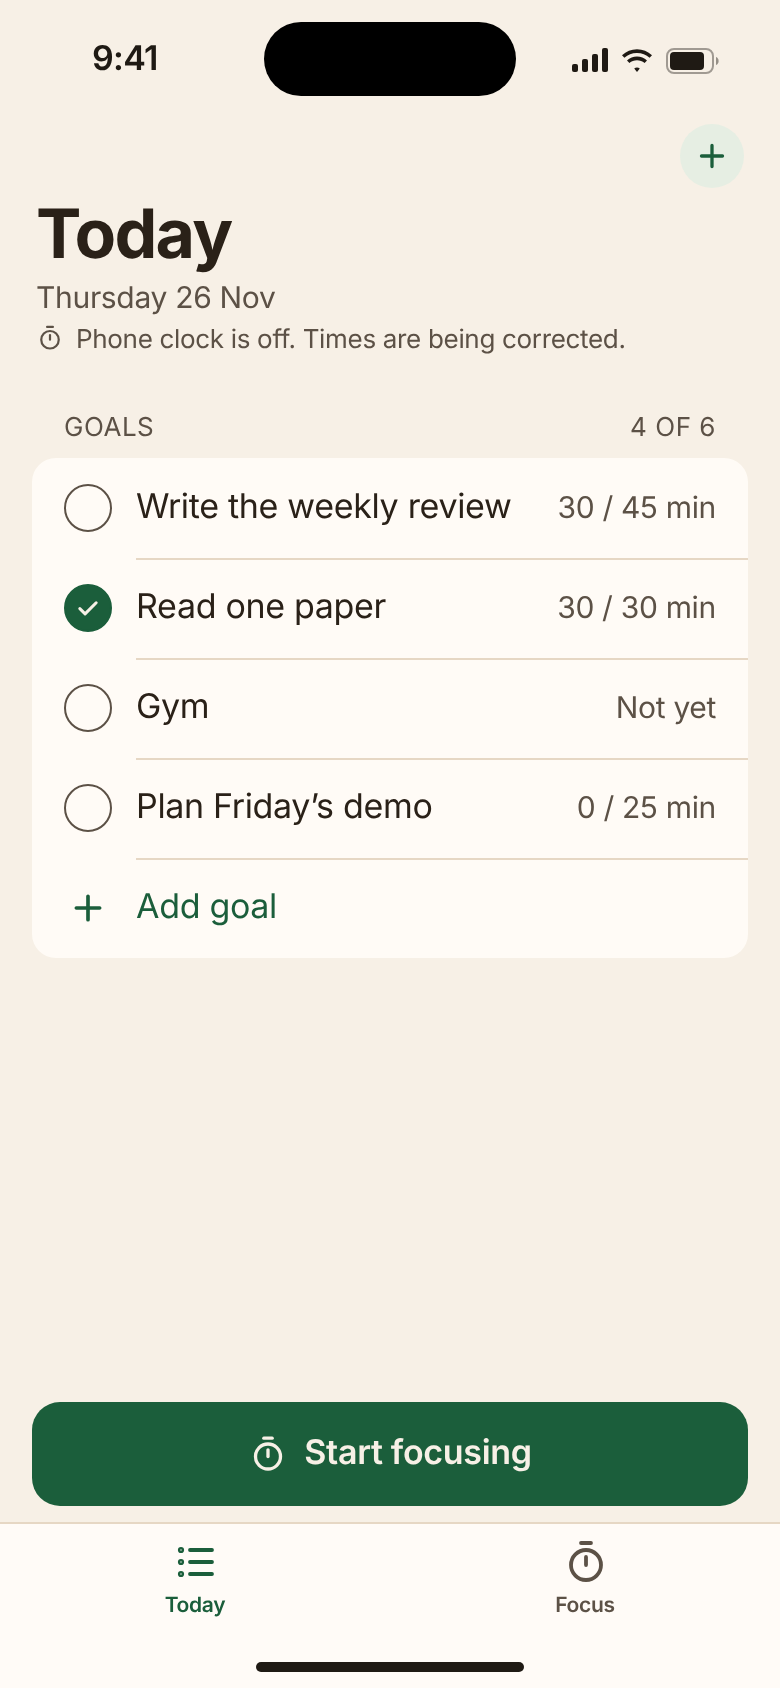 9:41
Today
Thursday 26 Nov
Phone clock is off. Times are being corrected.
GOALS 4 OF 6
Write the weekly review 30 / 45 min
Read one paper 30 / 30 min
Gym Not yet
Plan Friday’s demo 0 / 25 min
Add goal
Start focusing
Today Focus